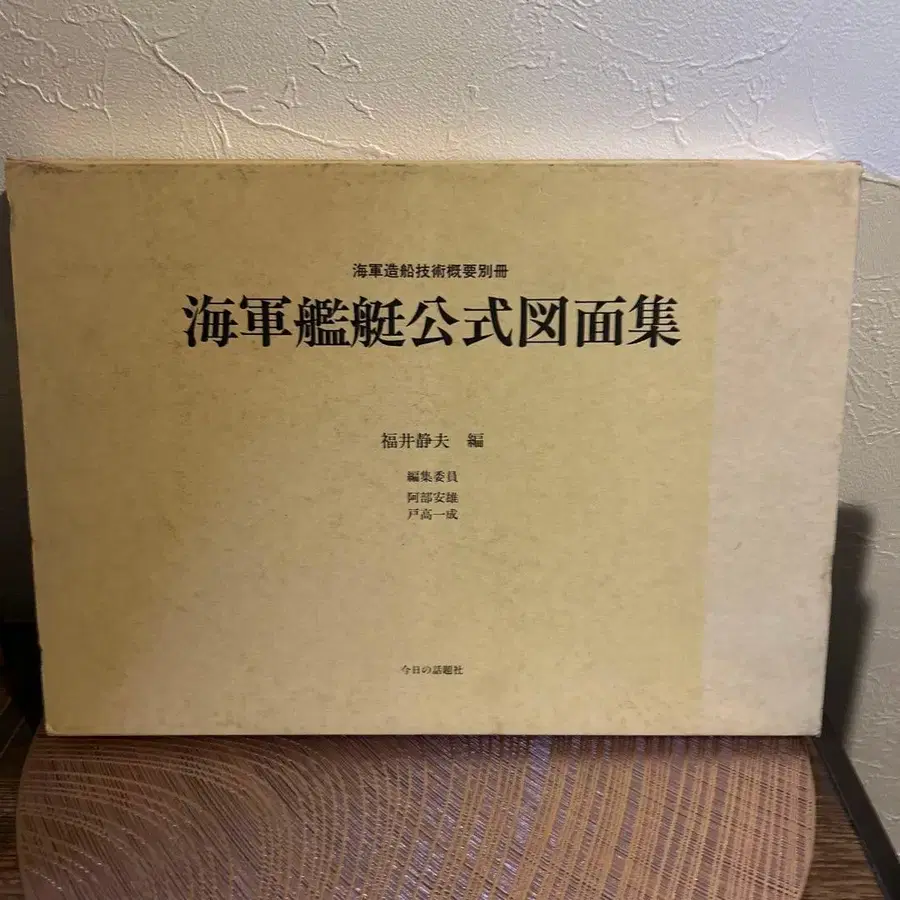 海軍造船技術概要別冊
海軍艦艇公式図面集
福井静夫 編
編集委員
阿部安雄
戸高一成
今日の話題社